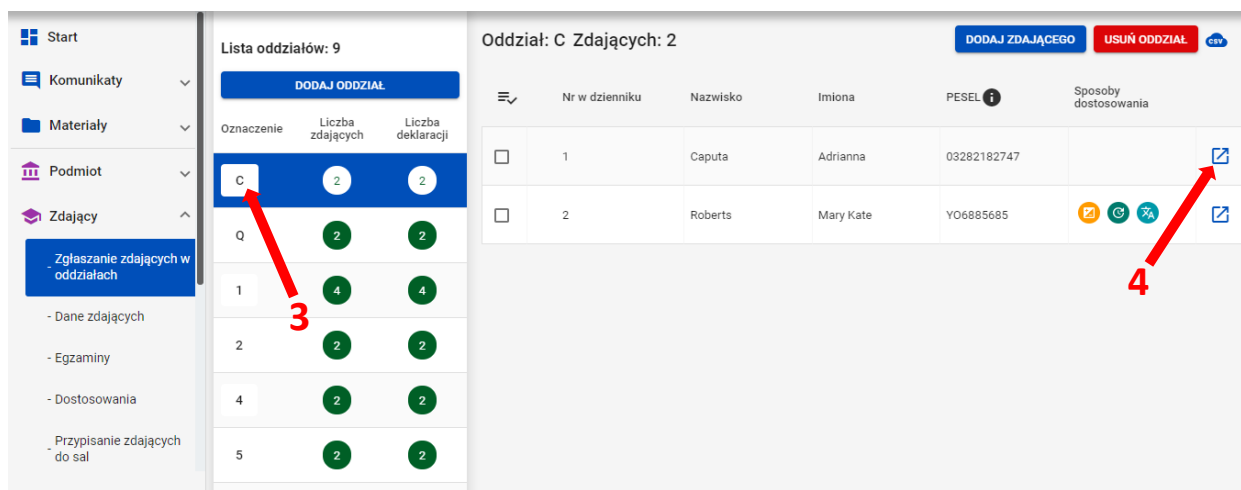 Start
Komunikaty
Materiały
Podmiot
Zdający
- Zgłaszanie zdających w
oddziałach
- Dane zdających
- Egzaminy
- Dostosowania
- Przypisanie zdających
do sal
Lista oddziałów: 9
DODAJ ODDZIAŁ
Oznaczenie Liczba zdających Liczba deklaracji
C 2 2
Q 2 2
1 4 4
2 2 2
4 2 2
5 2 2
3
Oddział: C Zdających: 2
DODAJ ZDAJĄCEGO USUŃ ODDZIAŁ csv
Nr w dzienniku Nazwisko Imiona PESEL i Sposoby dostosowania
1 Caputa Adrianna 03282182747
2 Roberts Mary Kate YO6885685
4